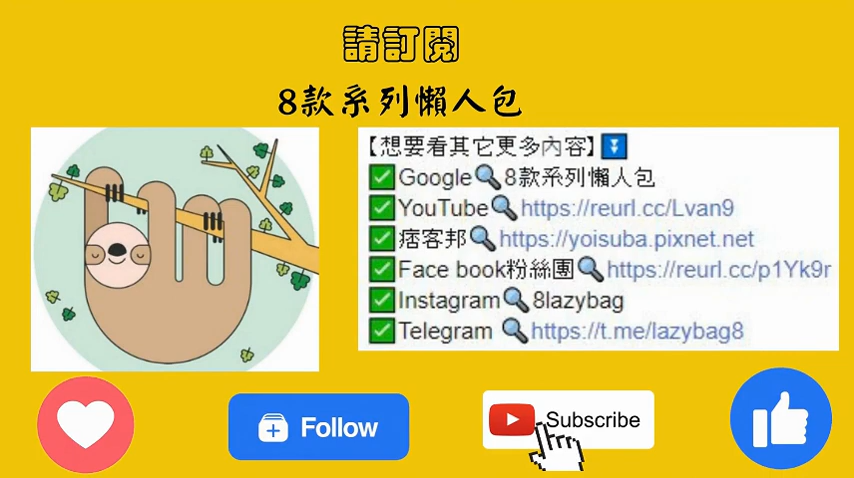 請訂閱
8款系列懶人包
【想要看其它更多內容】⏬
✅Google🔍8款系列懶人包
✅YouTube🔍https://reurl.cc/Lvan9
✅痞客邦🔍https://yoisuba.pixnet.net
✅Face book粉絲團🔍https://reurl.cc/p1Yk9r
✅Instagram🔍8lazybag
✅Telegram 🔍https://t.me/lazybag8
Follow
Subscribe